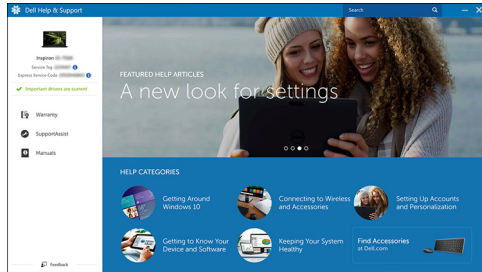 Dell Help & Support
Search
Inspiron
Service Tag
Express Service Code
Important drivers are current
Warranty
SupportAssist
Manuals
Feedback
FEATURED HELP ARTICLES
A new look for settings
HELP CATEGORIES
Getting Around
Windows 10
Connecting to Wireless
and Accessories
Setting Up Accounts
and Personalization
Getting to Know Your
Device and Software
Keeping Your System
Healthy
Find Accessories
at Dell.com